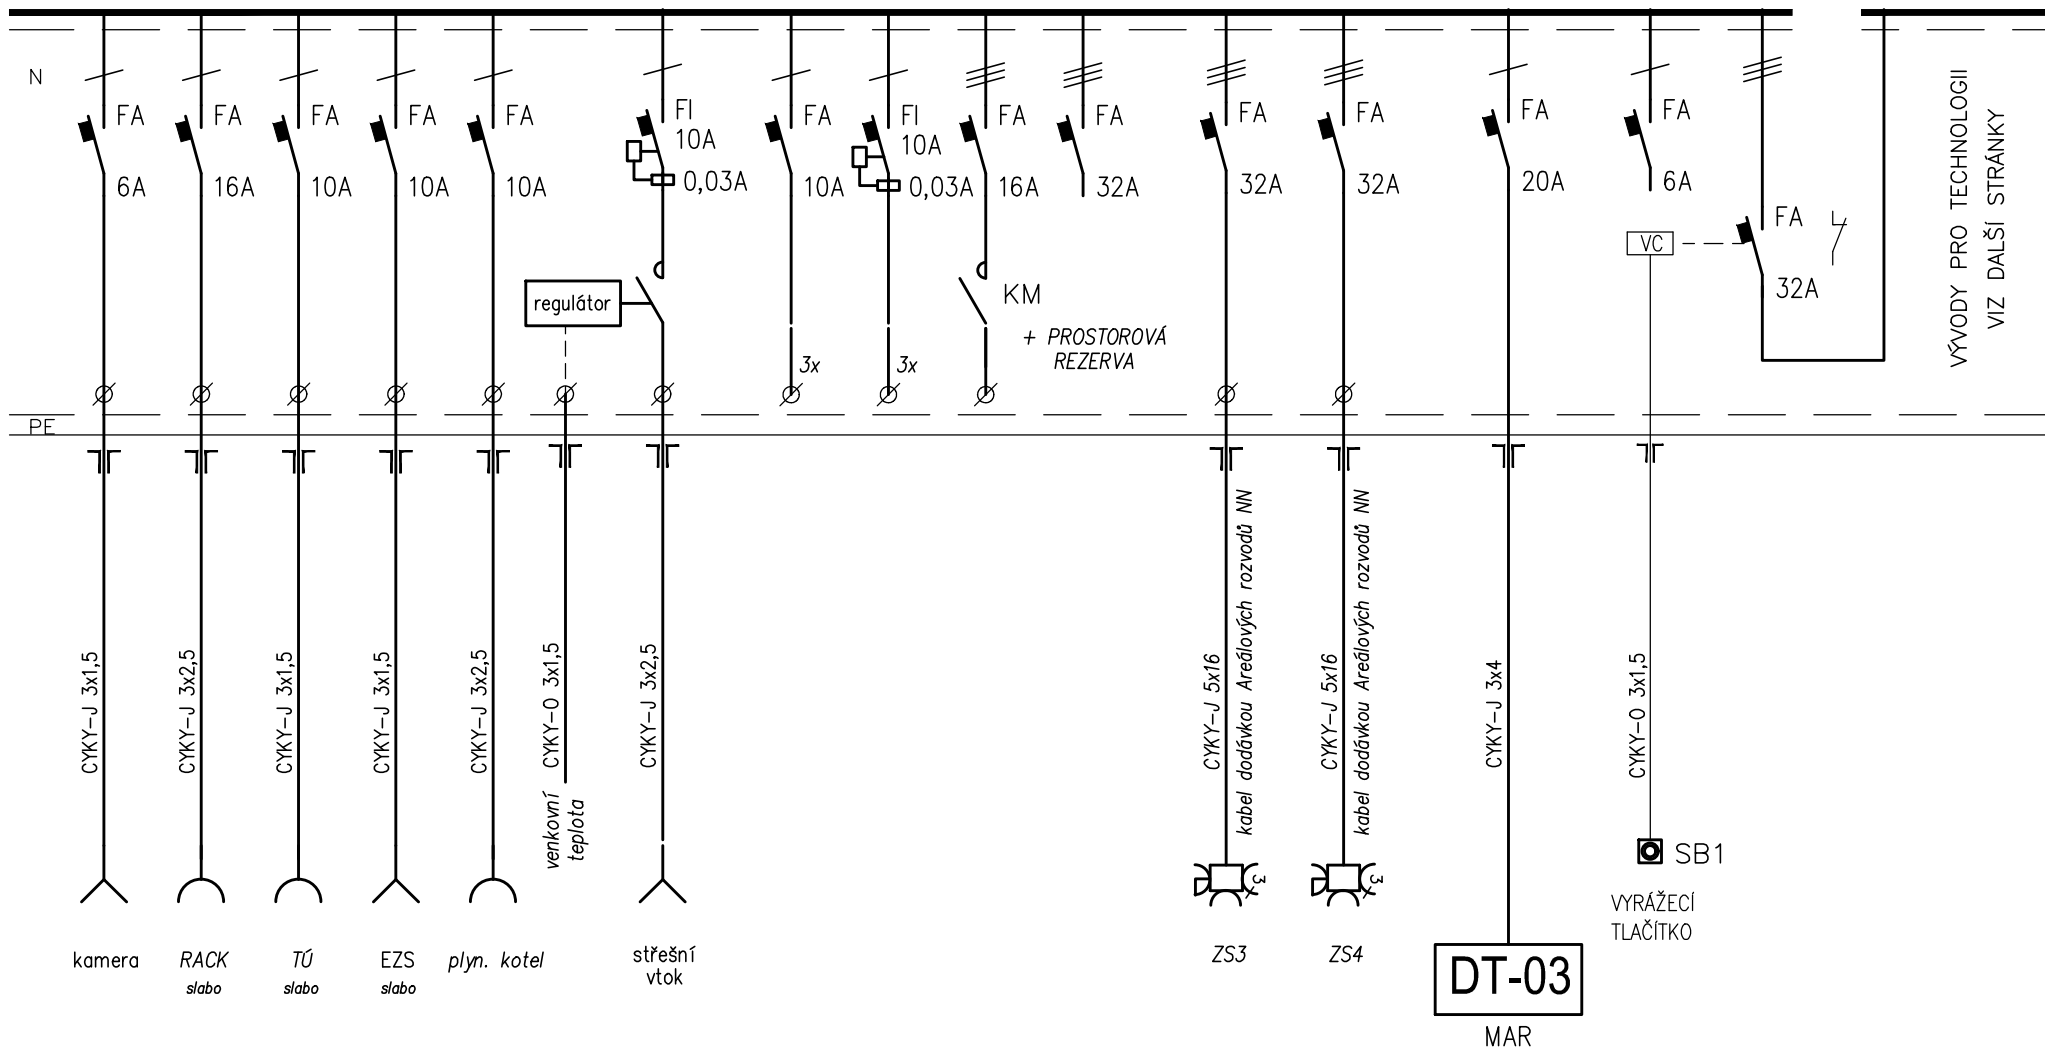 N
FA
6A
FA
16A
FA
10A
FA
10A
FA
10A
FI
10A
0,03A
FA
10A
FI
10A
0,03A
FA
16A
FA
32A
FA
32A
FA
32A
FA
20A
FA
6A
VC
FA
32A
VÝVODY PRO TECHNOLOGII
VIZ DALŠÍ STRÁNKY
regulátor
KM
+ PROSTOROVÁ
REZERVA
3x
3x
PE
CYKY-J 3x1,5
CYKY-J 3x2,5
CYKY-J 3x1,5
CYKY-J 3x1,5
CYKY-J 3x2,5
CYKY-O 3x1,5
venkovní
teplota
CYKY-J 3x2,5
CYKY-J 5x16
kabel dodávkou Areálových rozvodů NN
CYKY-J 5x16
kabel dodávkou Areálových rozvodů NN
CYKY-J 3x4
CYKY-O 3x1,5
3x
3x
SB1
VYRÁŽECÍ
TLAČÍTKO
kamera
RACK
slabo
TÚ
slabo
EZS
slabo
plyn. kotel
střešní
vtok
ZS3
ZS4
DT-03
MAR